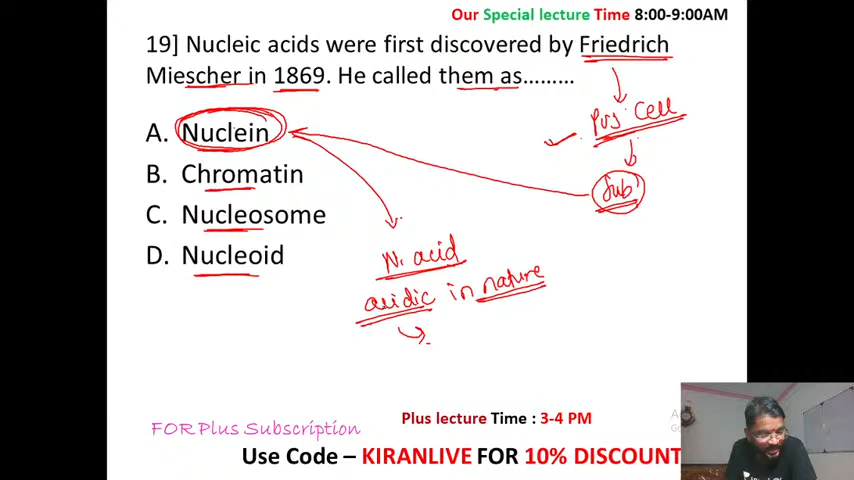 Our Special lecture Time 8:00-9:00AM
19] Nucleic acids were first discovered by Friedrich
Miescher in 1869. He called them as.........
A. Nuclein
B. Chromatin
C. Nucleosome
D. Nucleoid
Pus Cell
Sub
N. acid
acidic in nature
Plus lecture Time : 3-4 PM
FOR Plus Subscription
Use Code – KIRANLIVE FOR 10% DISCOUNT